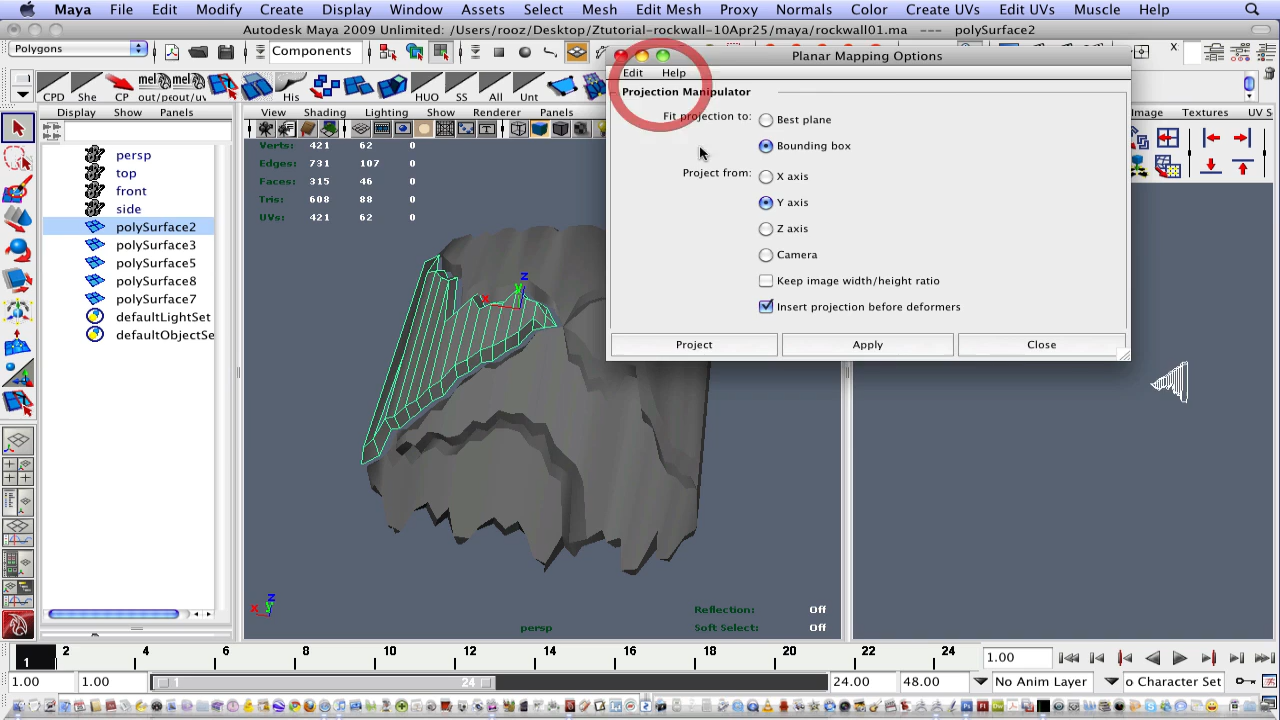 Maya File Edit Modify Create Display Window Assets Select Mesh Edit Mesh Proxy Normals Color Create UVs Edit UVs Muscle Help
Autodesk Maya 2009 Unlimited: /Users/rooz/Desktop/Ztutorial-rockwall-10Apr25/maya/rockwall01.ma --- polySurface2
Polygons
Components
Planar Mapping Options
Edit Help
CPD She CP out/peout/uv His HUO SS All Unt
Projection Manipulator
Display Show Panels
View Shading Lighting Show Renderer Panels
Image Textures UV S
Fit projection to: Best plane
Bounding box
Project from: X axis
Y axis
Z axis
Camera
Keep image width/height ratio
Insert projection before deformers
Project Apply Close
persp
top
front
side
polySurface2
polySurface3
polySurface5
polySurface8
polySurface7
defaultLightSet
defaultObjectSe
Verts: 421 62 0
Edges: 731 107 0
Faces: 315 46 0
Tris: 608 88 0
UVs: 421 62 0
z
y
x
z
y
x
persp
Reflection: Off
Soft Select: Off
2 4 6 8 10 12 14 16 18 20 22 24
1
1.00
1.00 1.00 1 24 24.00 48.00 No Anim Layer o Character Set